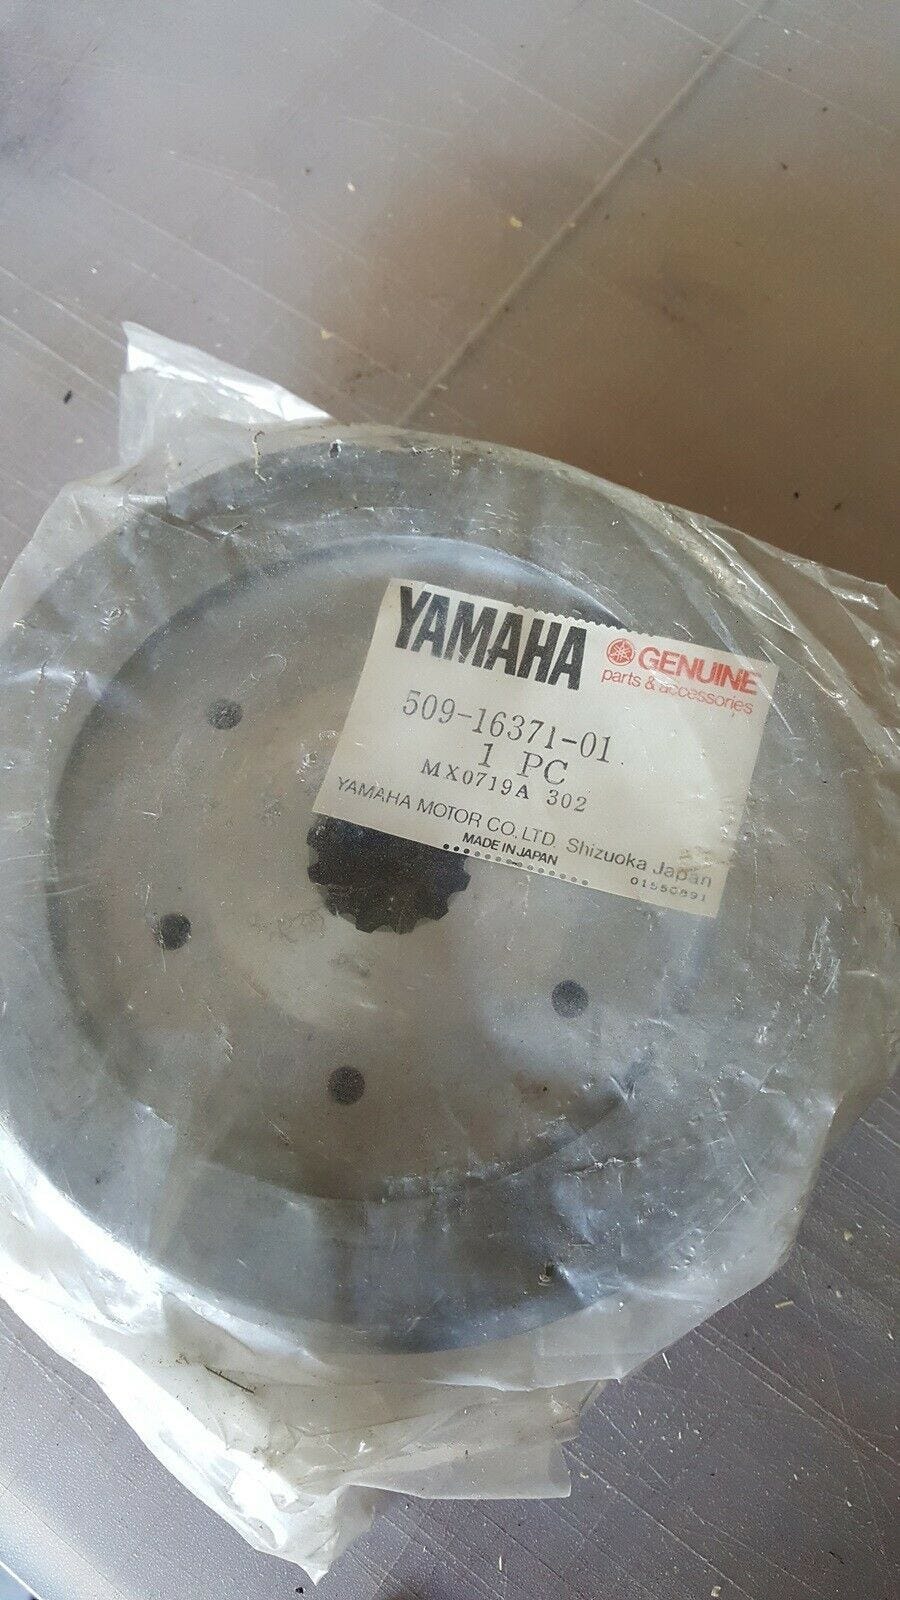 YAMAHA
GENUINE
parts & accessories
509-16371-01
1 PC
MX0719A 302
YAMAHA MOTOR CO. LTD. Shizuoka Japan
MADE IN JAPAN
01550891